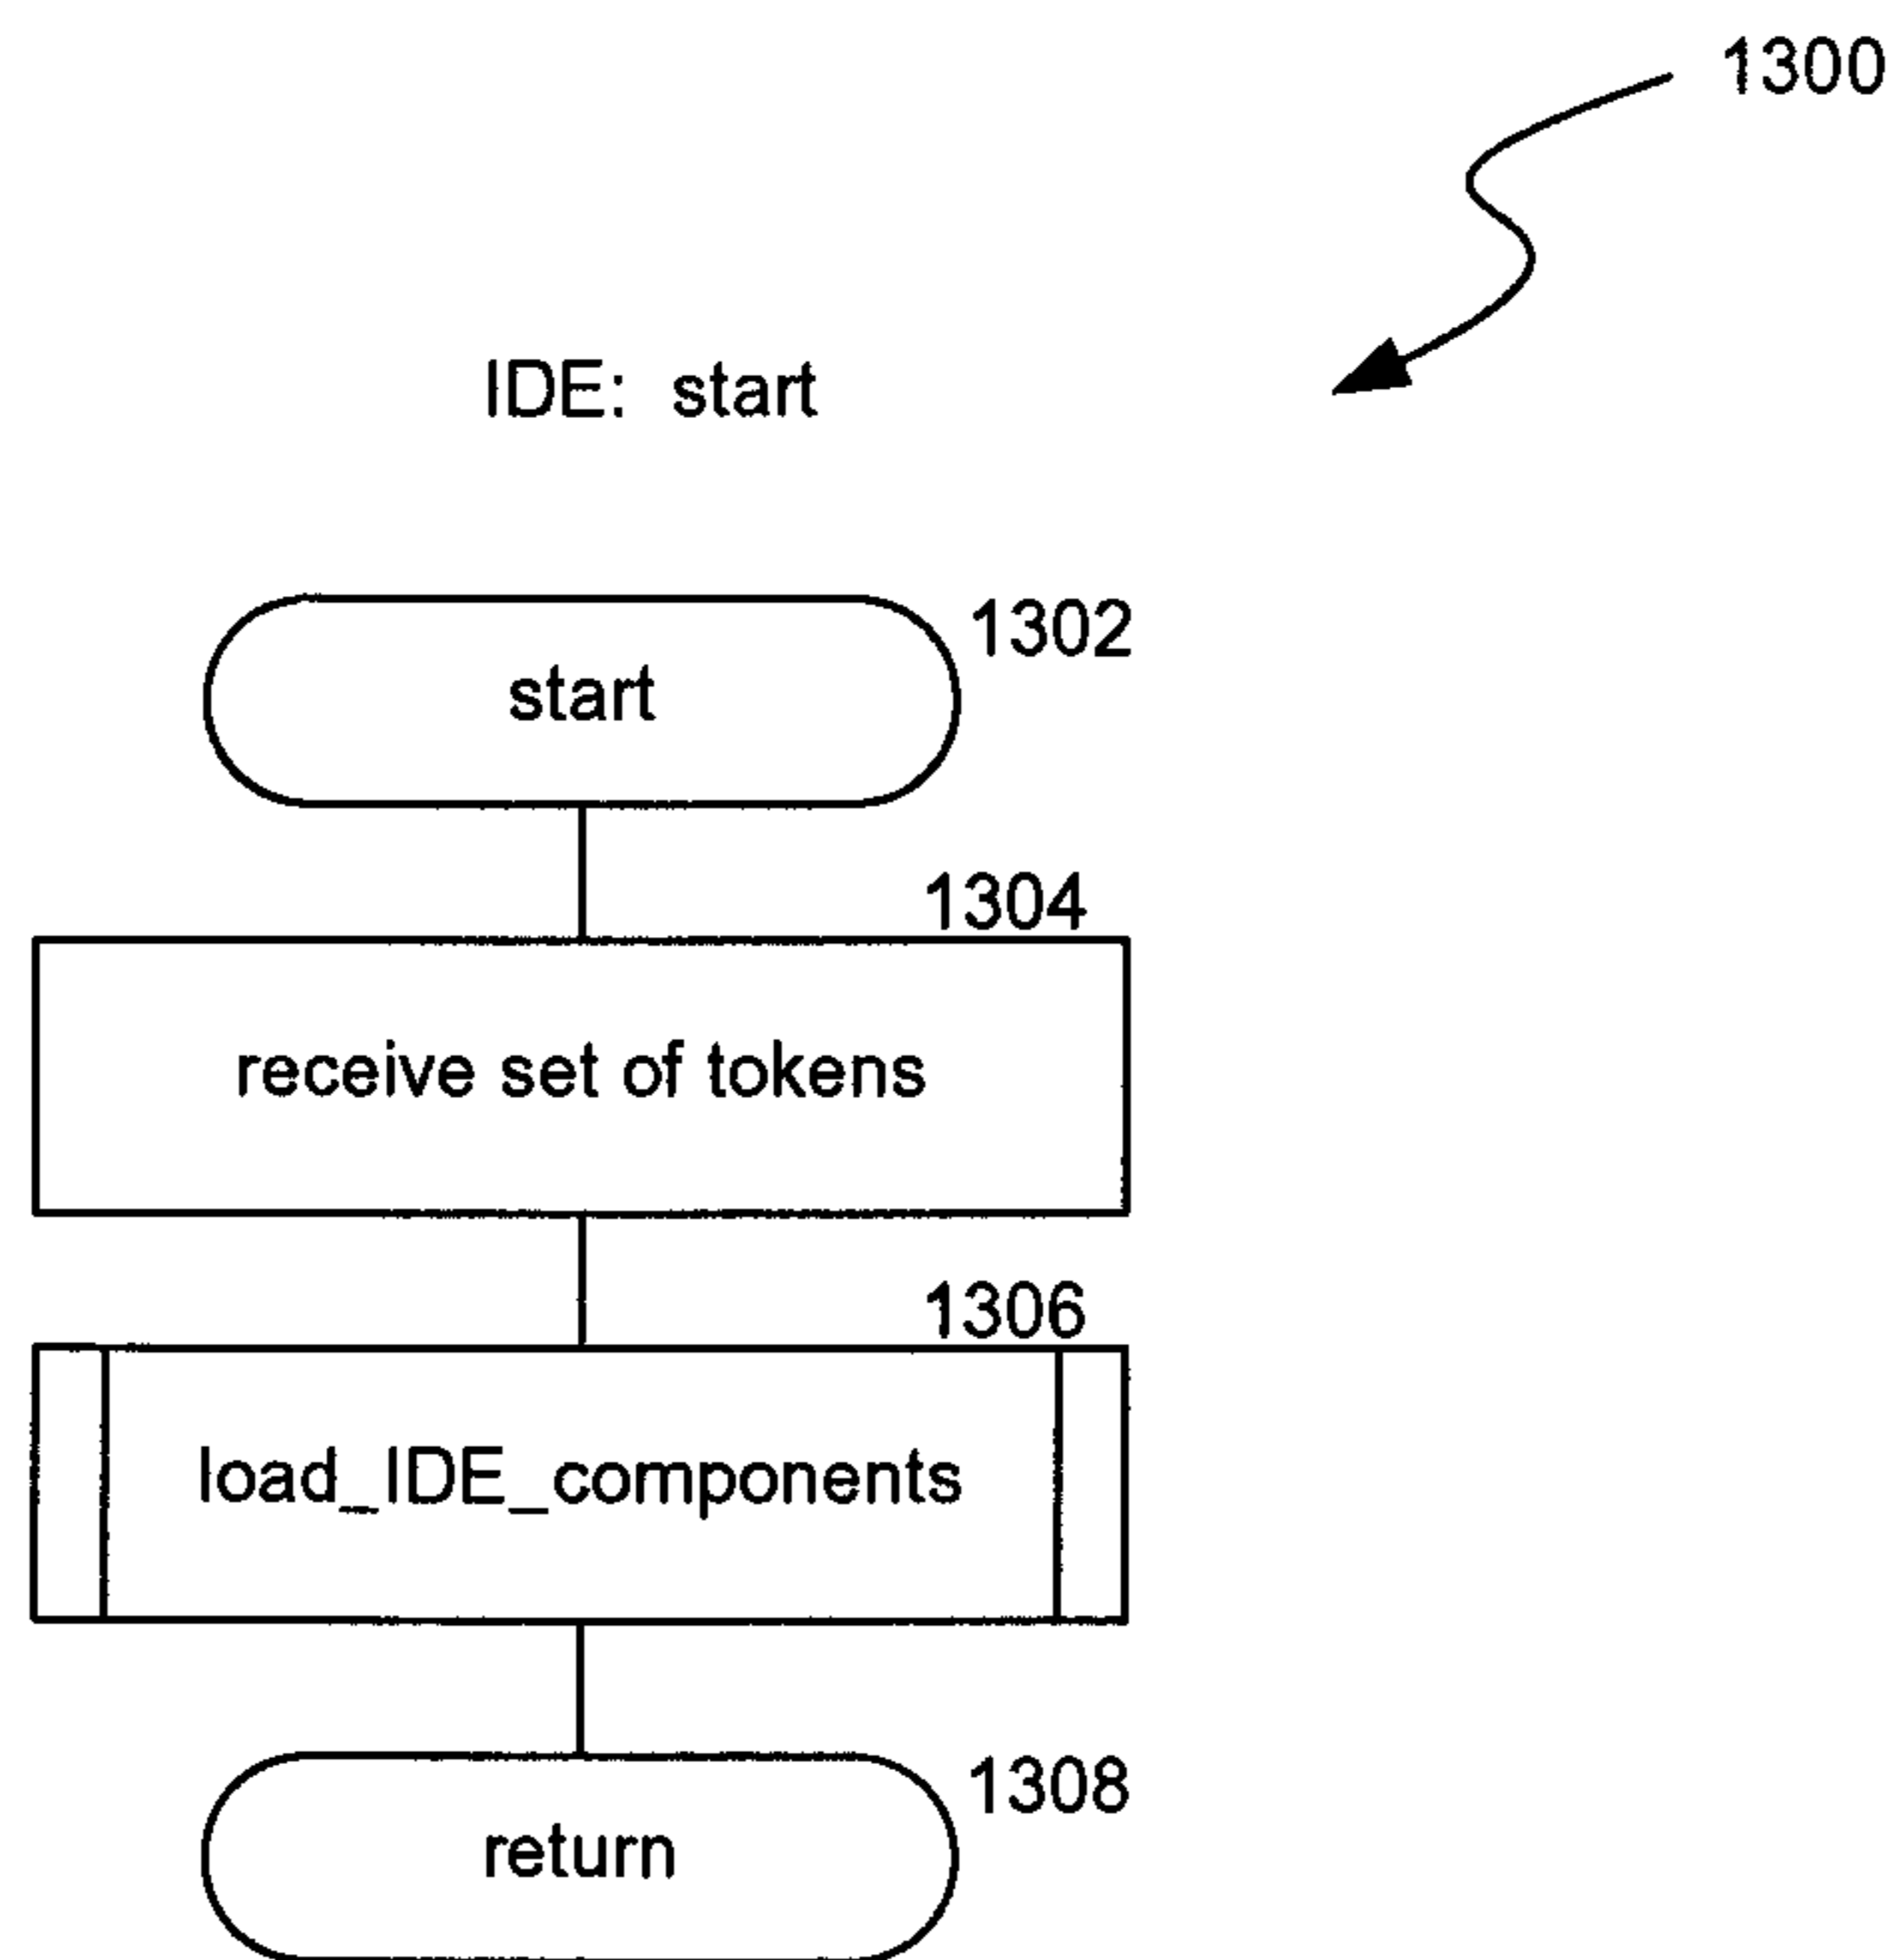 1300
IDE: start
1302
start
1304
receive set of tokens
1306
load_IDE_components
1308
return